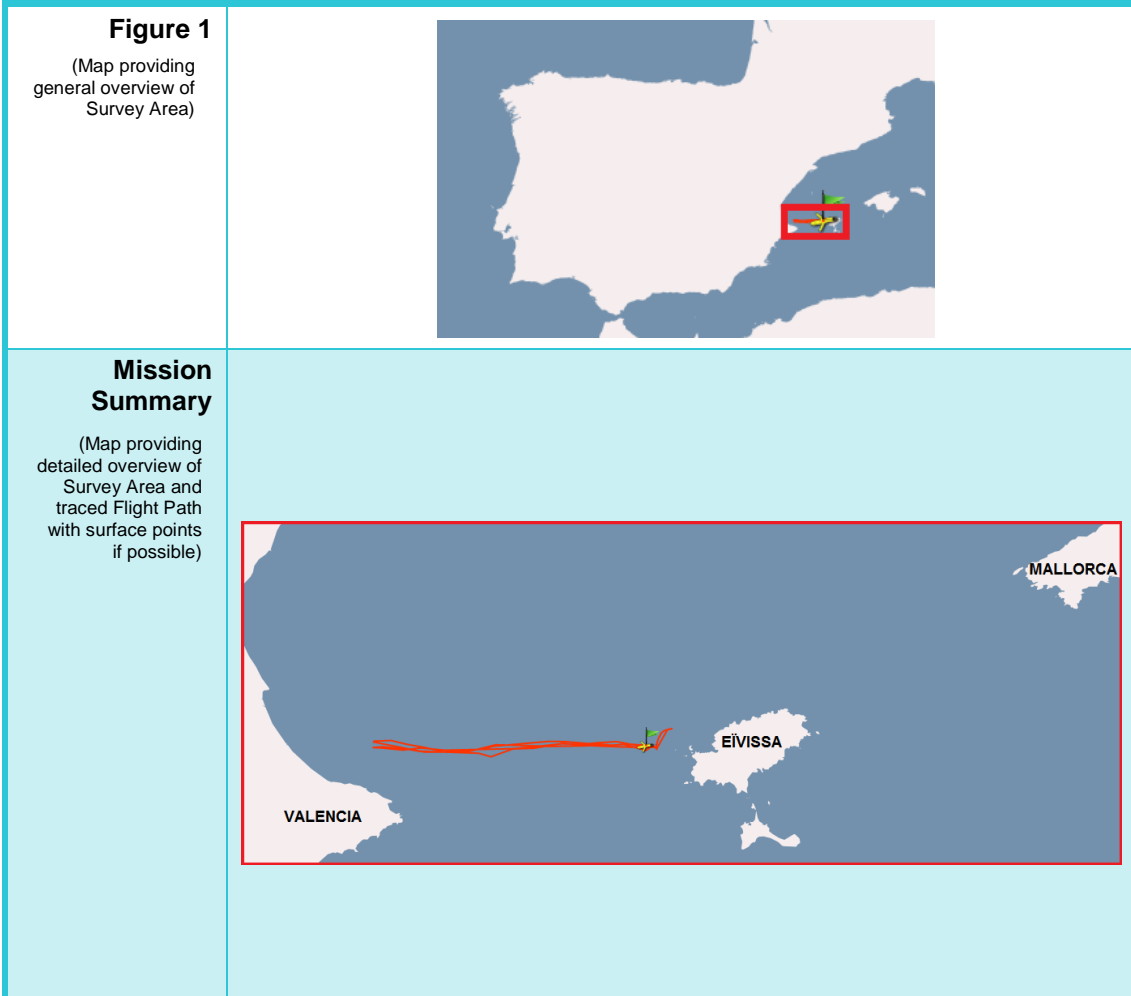 Figure 1
(Map providing
general overview of
Survey Area)
Mission
Summary
(Map providing
detailed overview of
Survey Area and
traced Flight Path
with surface points
if possible)
MALLORCA
EÏVISSA
VALENCIA